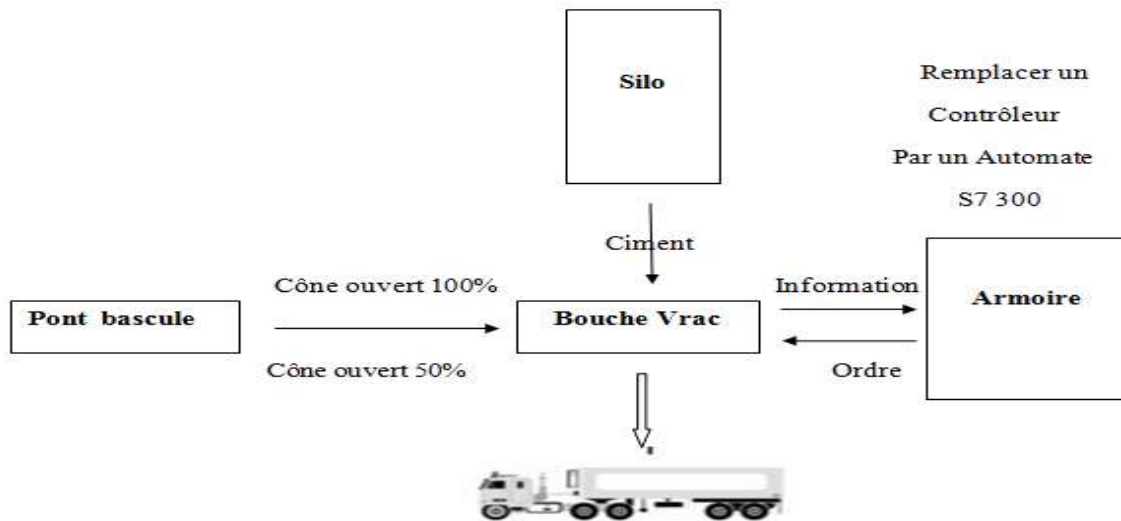 Silo
Remplacer un
Contrôleur
Par un Automate
S7 300
Ciment
Cône ouvert 100%
Information
Pont bascule
Bouche Vrac
Armoire
Cône ouvert 50%
Ordre